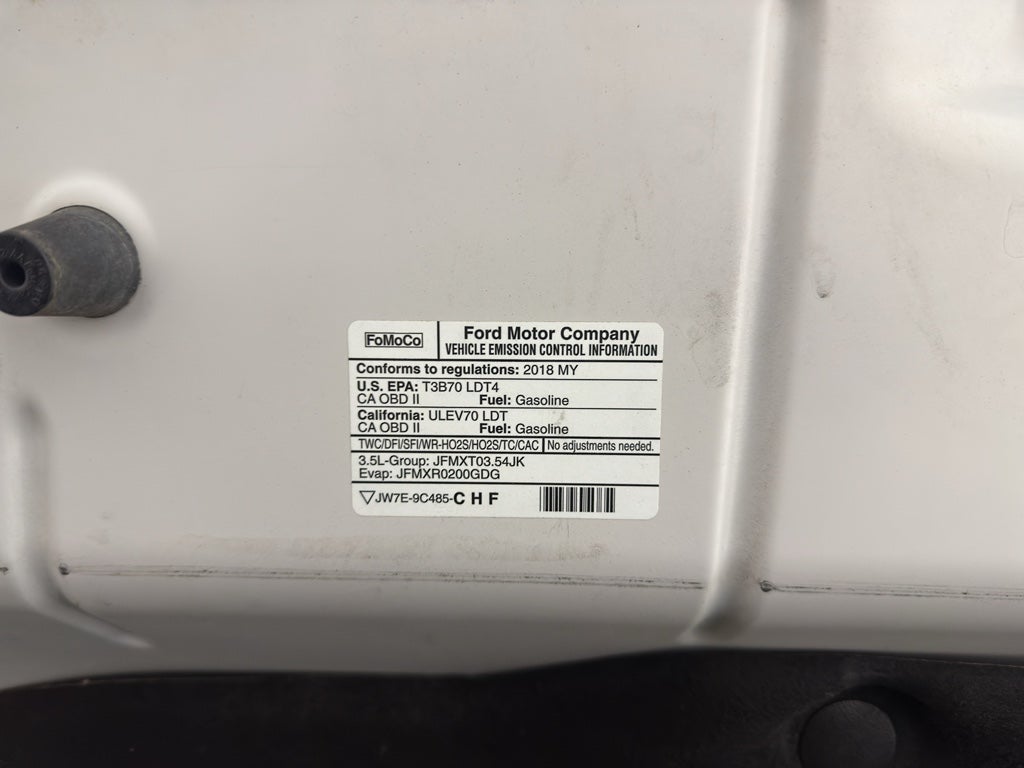 FoMoCo
Ford Motor Company
VEHICLE EMISSION CONTROL INFORMATION
Conforms to regulations: 2018 MY
U.S. EPA: T3B70 LDT4
CA OBD II Fuel: Gasoline
California: ULEV70 LDT
CA OBD II Fuel: Gasoline
TWC/DFI/SFI/WR-HO2S/HO2S/TC/CAC No adjustments needed.
3.5L-Group: JFMXT03.54JK
Evap: JFMXR0200GDG
JW7E-9C485-C H F